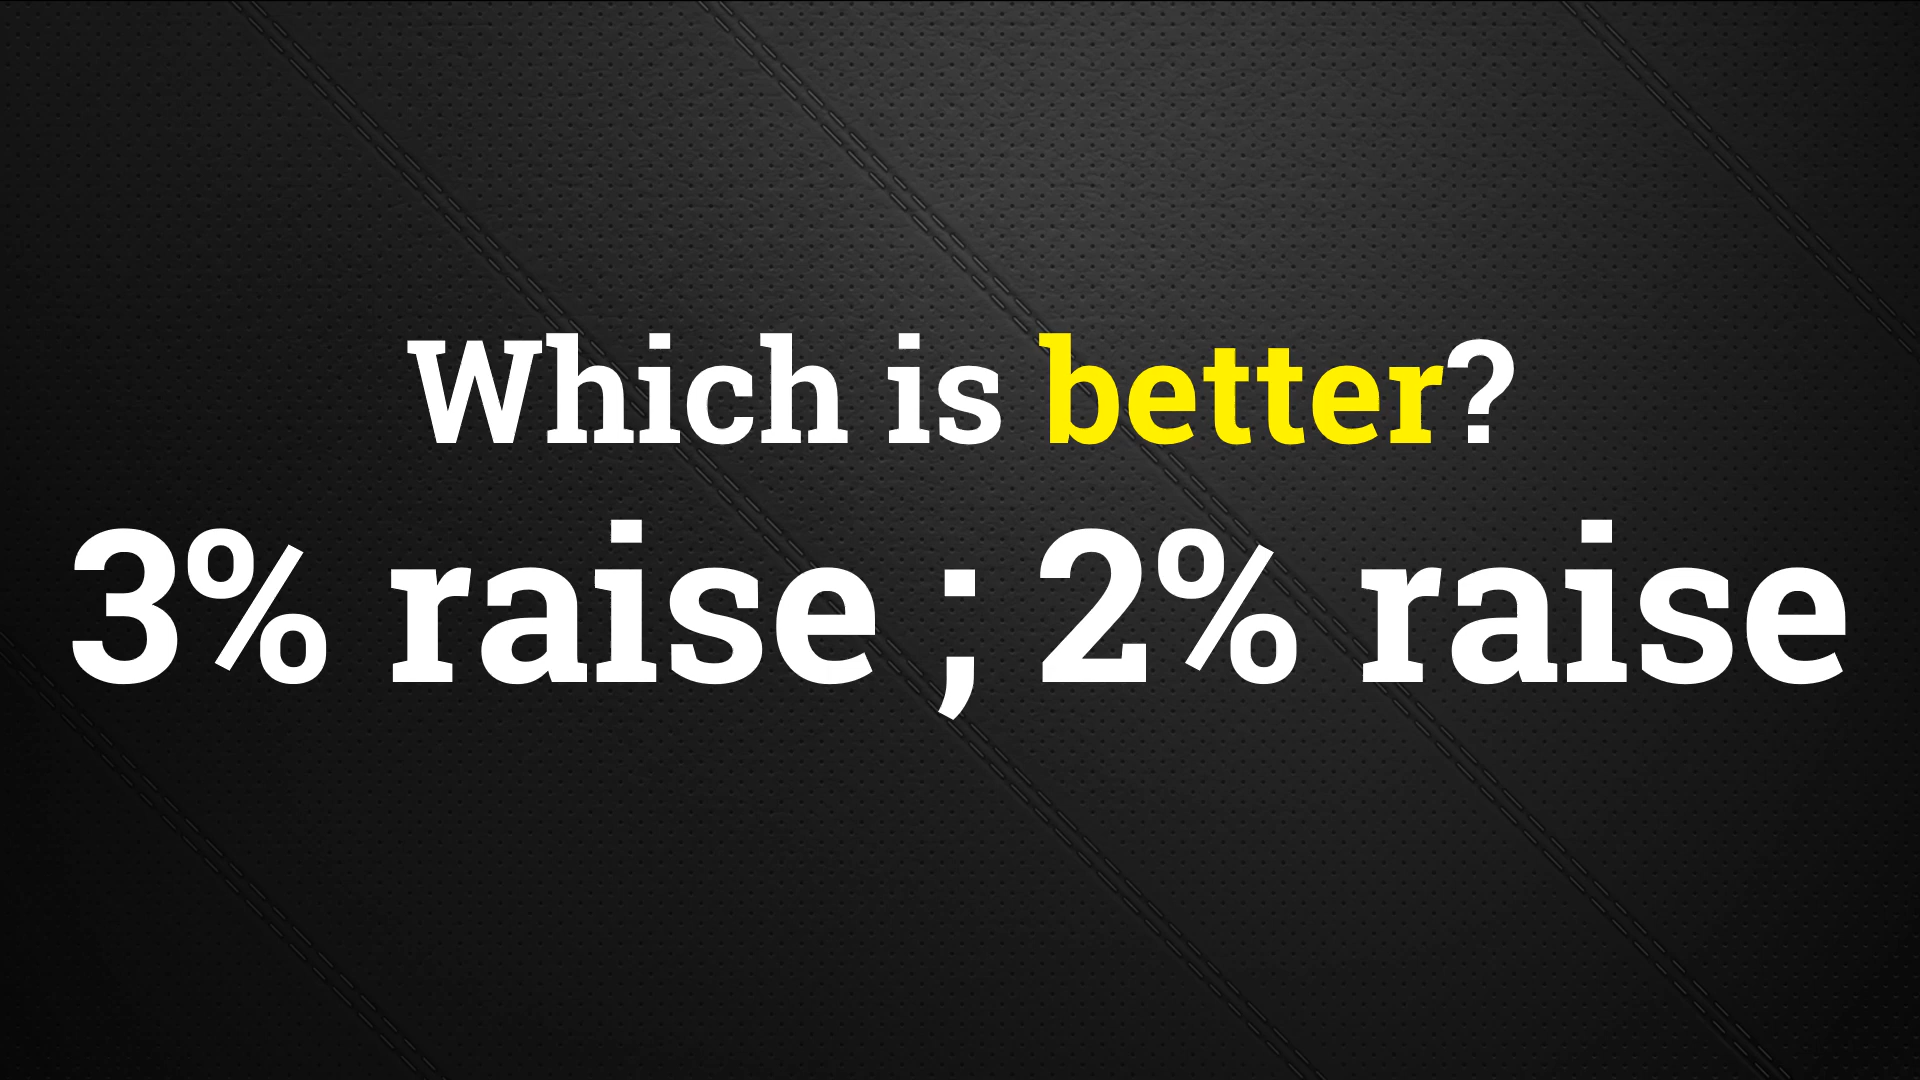 Which is better?
3% raise ; 2% raise